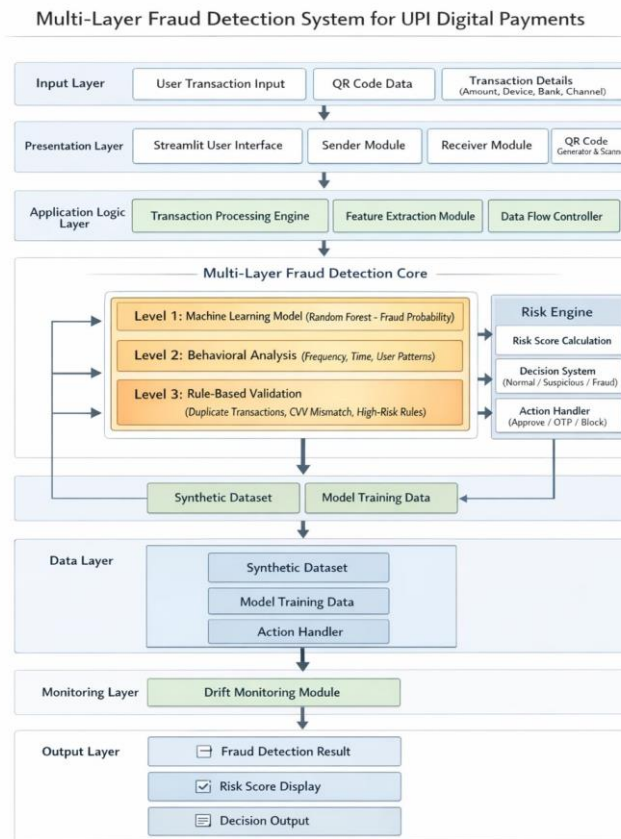 Multi-Layer Fraud Detection System for UPI Digital Payments
Input Layer
User Transaction Input
QR Code Data
Transaction Details
(Amount, Device, Bank, Channel)
Presentation Layer
Streamlit User Interface
Sender Module
Receiver Module
QR Code
Generator & Scanne
Application Logic
Layer
Transaction Processing Engine
Feature Extraction Module
Data Flow Controller
Multi-Layer Fraud Detection Core
Level 1: Machine Learning Model (Random Forest - Fraud Probability)
Level 2: Behavioral Analysis (Frequency, Time, User Patterns)
Level 3: Rule-Based Validation
(Duplicate Transactions, CVV Mismatch, High-Risk Rules)
Risk Engine
Risk Score Calculation
Decision System
(Normal / Suspicious / Fraud)
Action Handler
(Approve / OTP / Block)
Synthetic Dataset
Model Training Data
Data Layer
Synthetic Dataset
Model Training Data
Action Handler
Monitoring Layer
Drift Monitoring Module
Output Layer
Fraud Detection Result
Risk Score Display
Decision Output